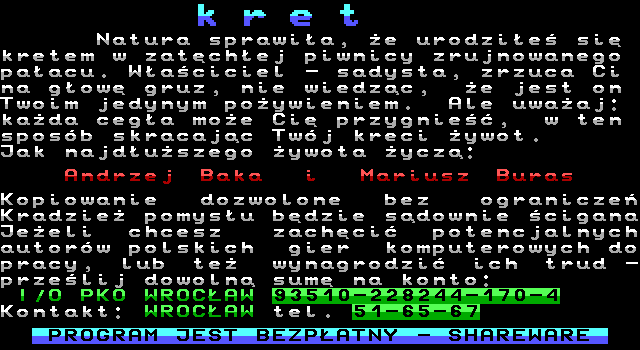 kret
Natura sprawiła, że urodziłeś się
kretem w zatęchłej piwnicy zrujnowanego
pałacu. Właściciel - sadysta, zrzuca Ci
na głowę gruz, nie wiedząc, że jest on
Twoim jedynym pożywieniem. Ale uważaj:
każda cegła może Cię przygnieść, w ten
sposób skracając Twój kreci żywot.
Jak najdłuższego żywota życzą:
Andrzej Baka i Mariusz Buras
Kopiowanie dozwolone bez ograniczeń
Kradzież pomysłu będzie sądownie ścigana
Jeżeli chcesz zachęcić potencjalnych
autorów polskich gier komputerowych do
pracy, lub też wynagrodzić ich trud -
prześlij dowolną sumę na konto:
I/O PKO WROCŁAW 93510-228244-170-4
Kontakt: WROCŁAW tel. 54-65-67
PROGRAM JEST BEZPŁATNY - SHAREWARE